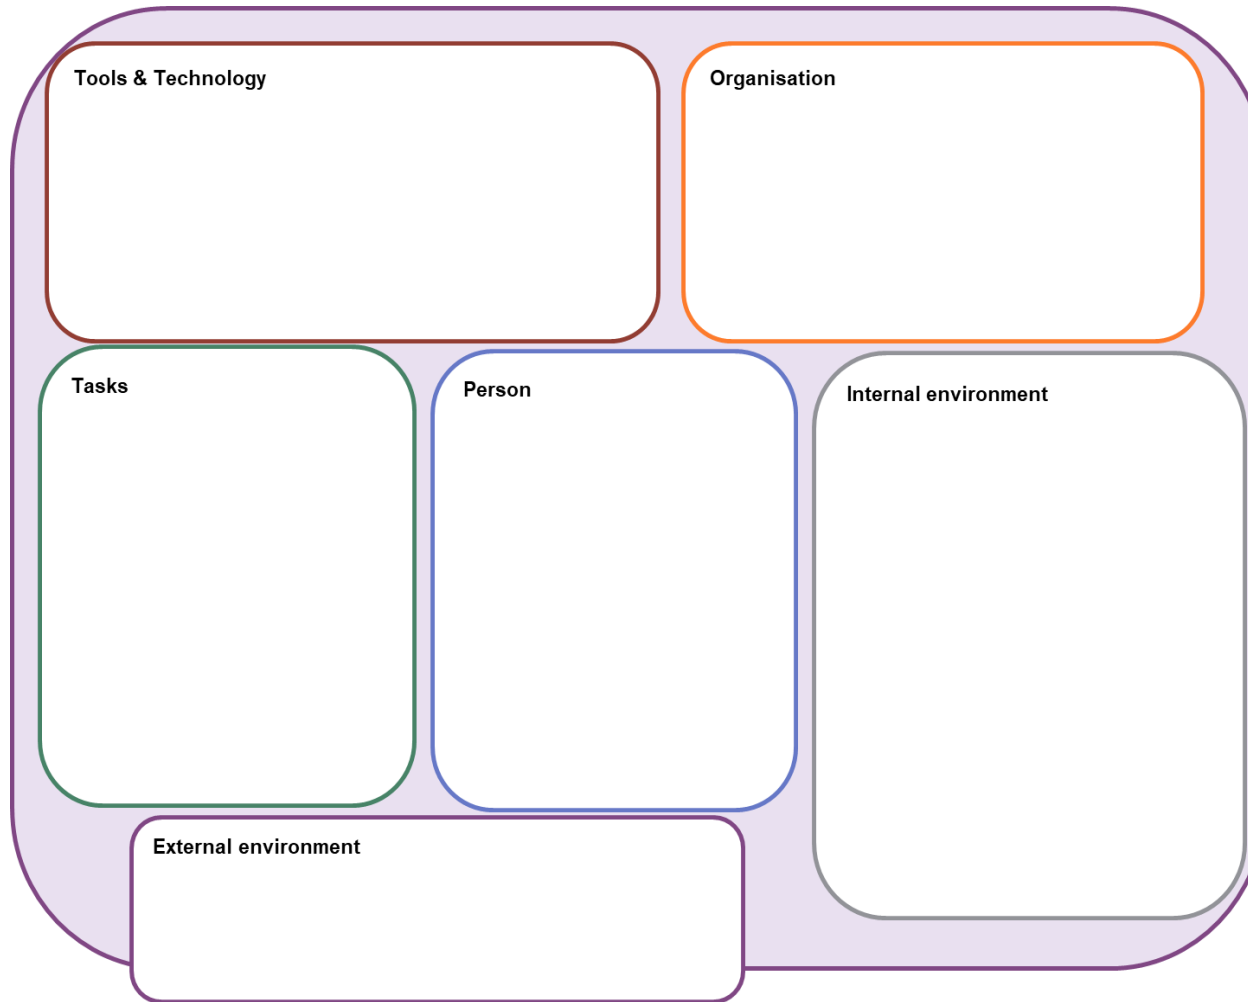 Tools & Technology
Organisation
Tasks
Person
Internal environment
External environment